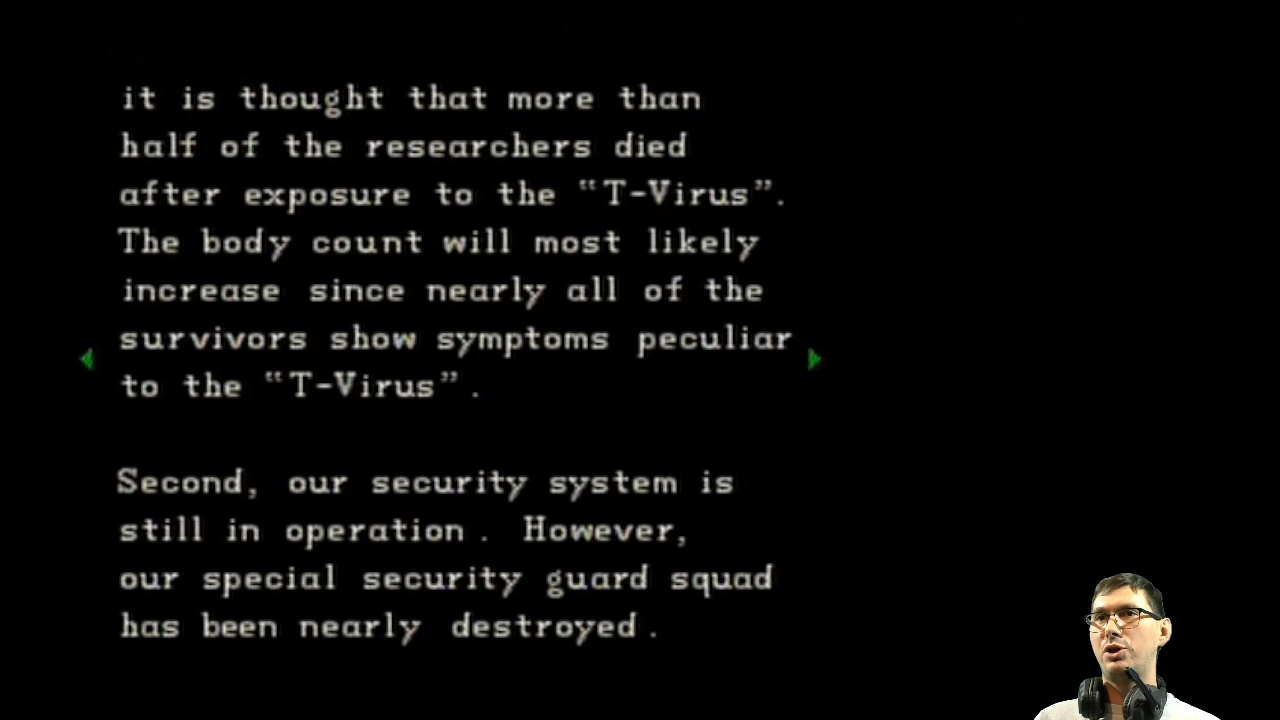 it is thought that more than
half of the researchers died
after exposure to the “T-Virus”.
The body count will most likely
increase since nearly all of the
survivors show symptoms peculiar
to the “T-Virus”.
Second, our security system is
still in operation. However,
our special security guard squad
has been nearly destroyed.